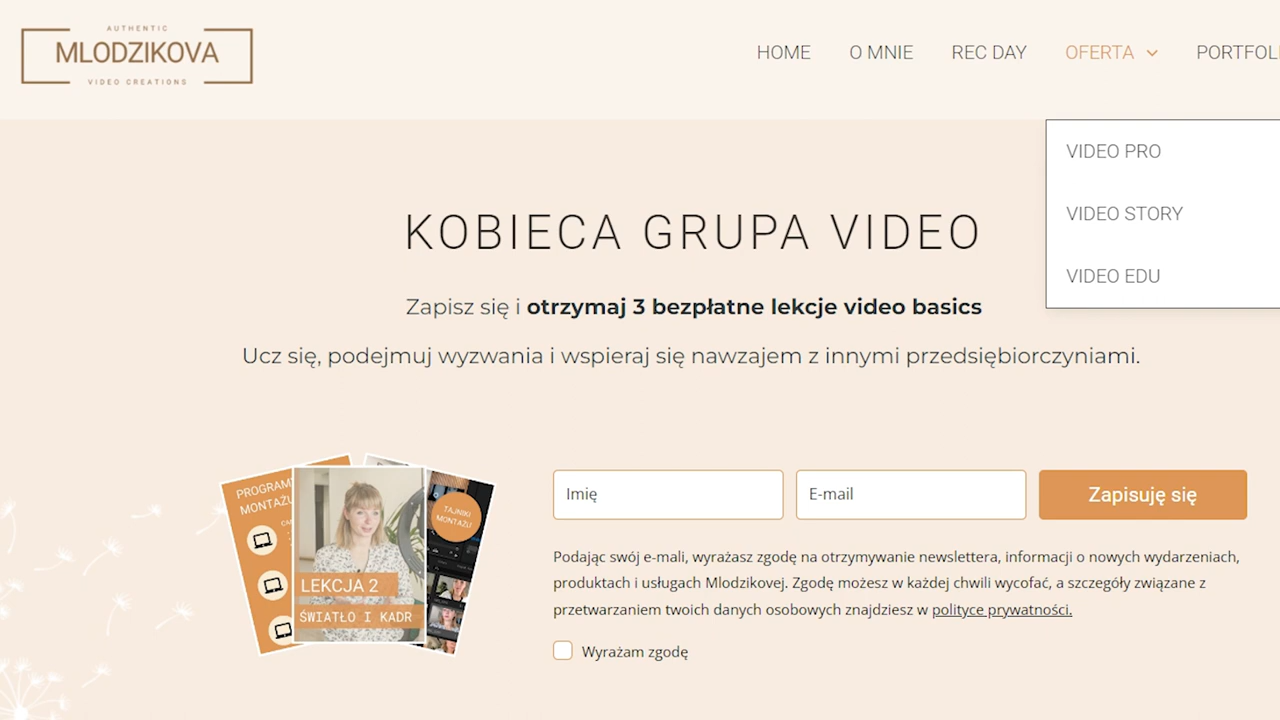 AUTHENTIC
MLODZIKOVA
VIDEO CREATIONS
HOME O MNIE REC DAY OFERTA PORTFOLI
VIDEO PRO
VIDEO STORY
VIDEO EDU
KOBIECA GRUPA VIDEO
Zapisz się i otrzymaj 3 bezpłatne lekcje video basics
Ucz się, podejmuj wyzwania i wspieraj się nawzajem z innymi przedsiębiorczyniami.
PROGRAM
MONTAŻU
LEKCJA 2
ŚWIATŁO I KADR
TAJNIKI
MONTAŻU
Imię E-mail Zapisuję się
Podając swój e-mali, wyrażasz zgodę na otrzymywanie newslettera, informacji o nowych wydarzeniach,
produktach i usługach Mlodzikovej. Zgodę możesz w każdej chwili wycofać, a szczegóły związane z
przetwarzaniem twoich danych osobowych znajdziesz w polityce prywatności.
Wyrażam zgodę